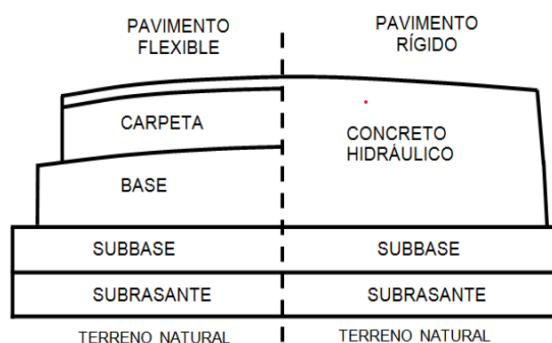 PAVIMENTO
FLEXIBLE
PAVIMENTO
RÍGIDO
CARPETA
CONCRETO
HIDRÁULICO
BASE
SUBBASE
SUBBASE
SUBRASANTE
SUBRASANTE
TERRENO NATURAL
TERRENO NATURAL